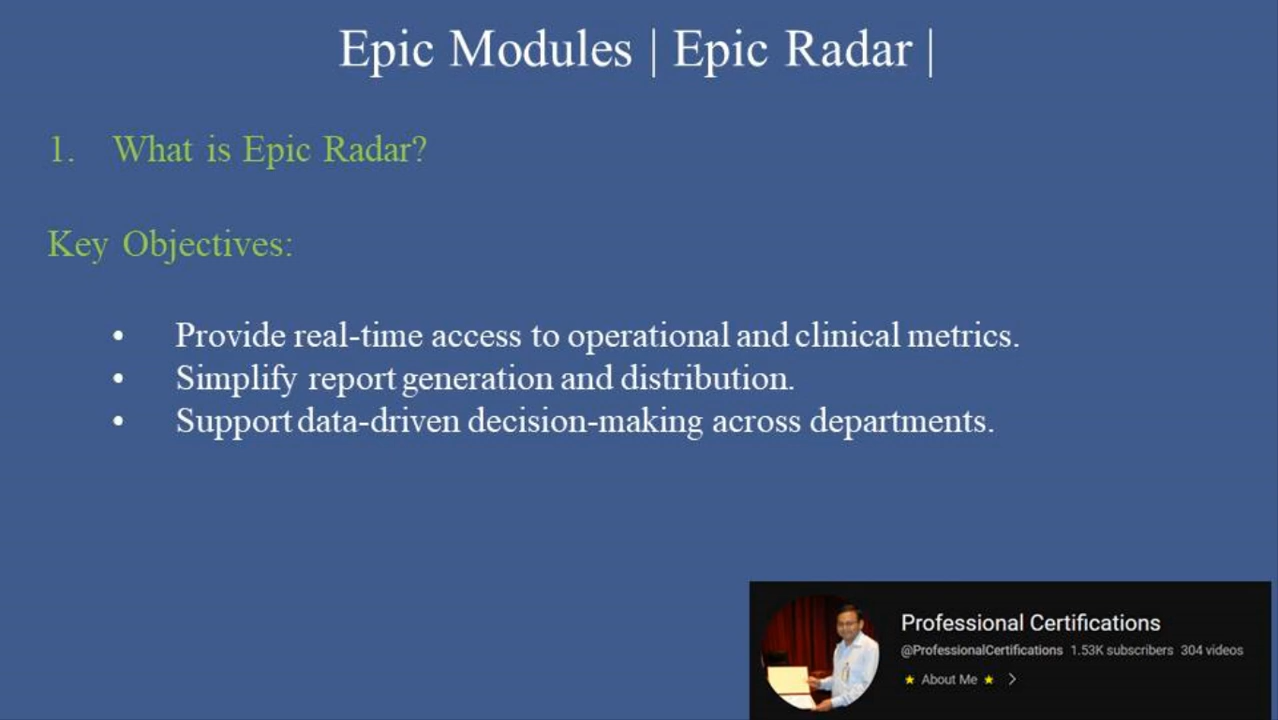 Epic Modules | Epic Radar |
1. What is Epic Radar?
Key Objectives:
• Provide real-time access to operational and clinical metrics.
• Simplify report generation and distribution.
• Support data-driven decision-making across departments.
Professional Certifications
@ProfessionalCertifications 1.53K subscribers 304 videos
★ About Me ★ >